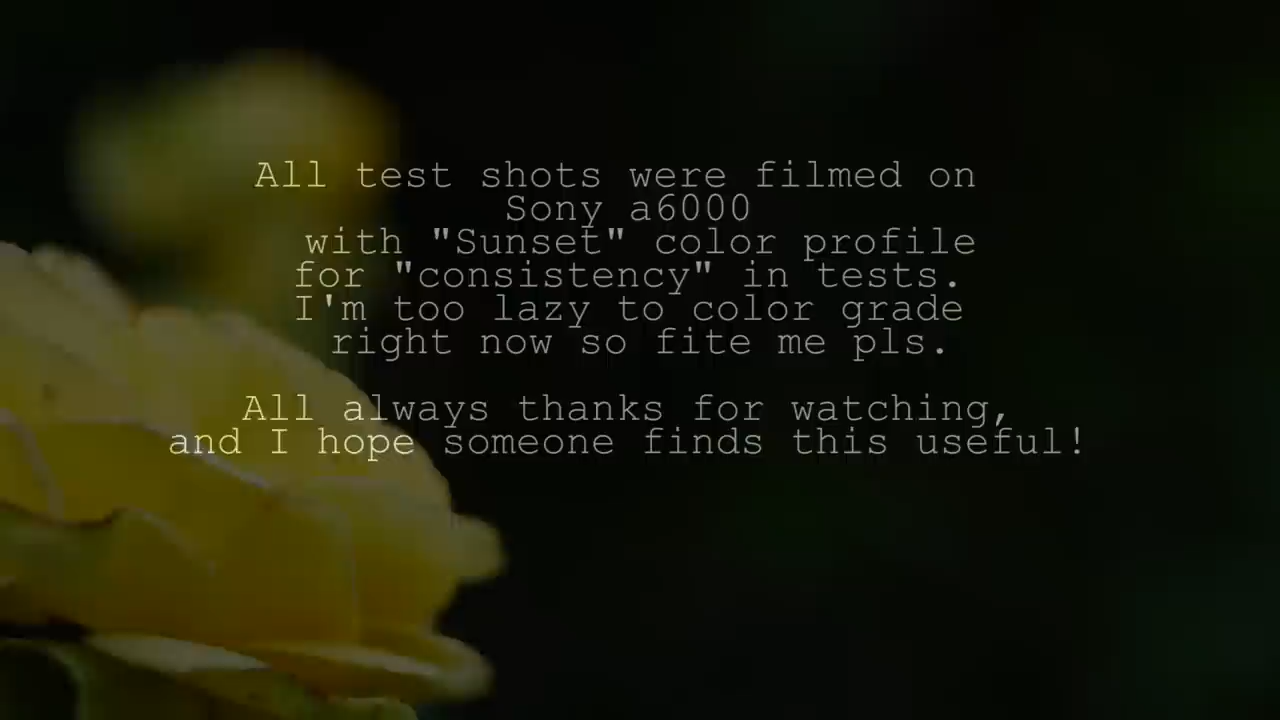 All test shots were filmed on
Sony a6000
with "Sunset" color profile
for "consistency" in tests.
I'm too lazy to color grade
right now so fite me pls.
All always thanks for watching,
and I hope someone finds this useful!